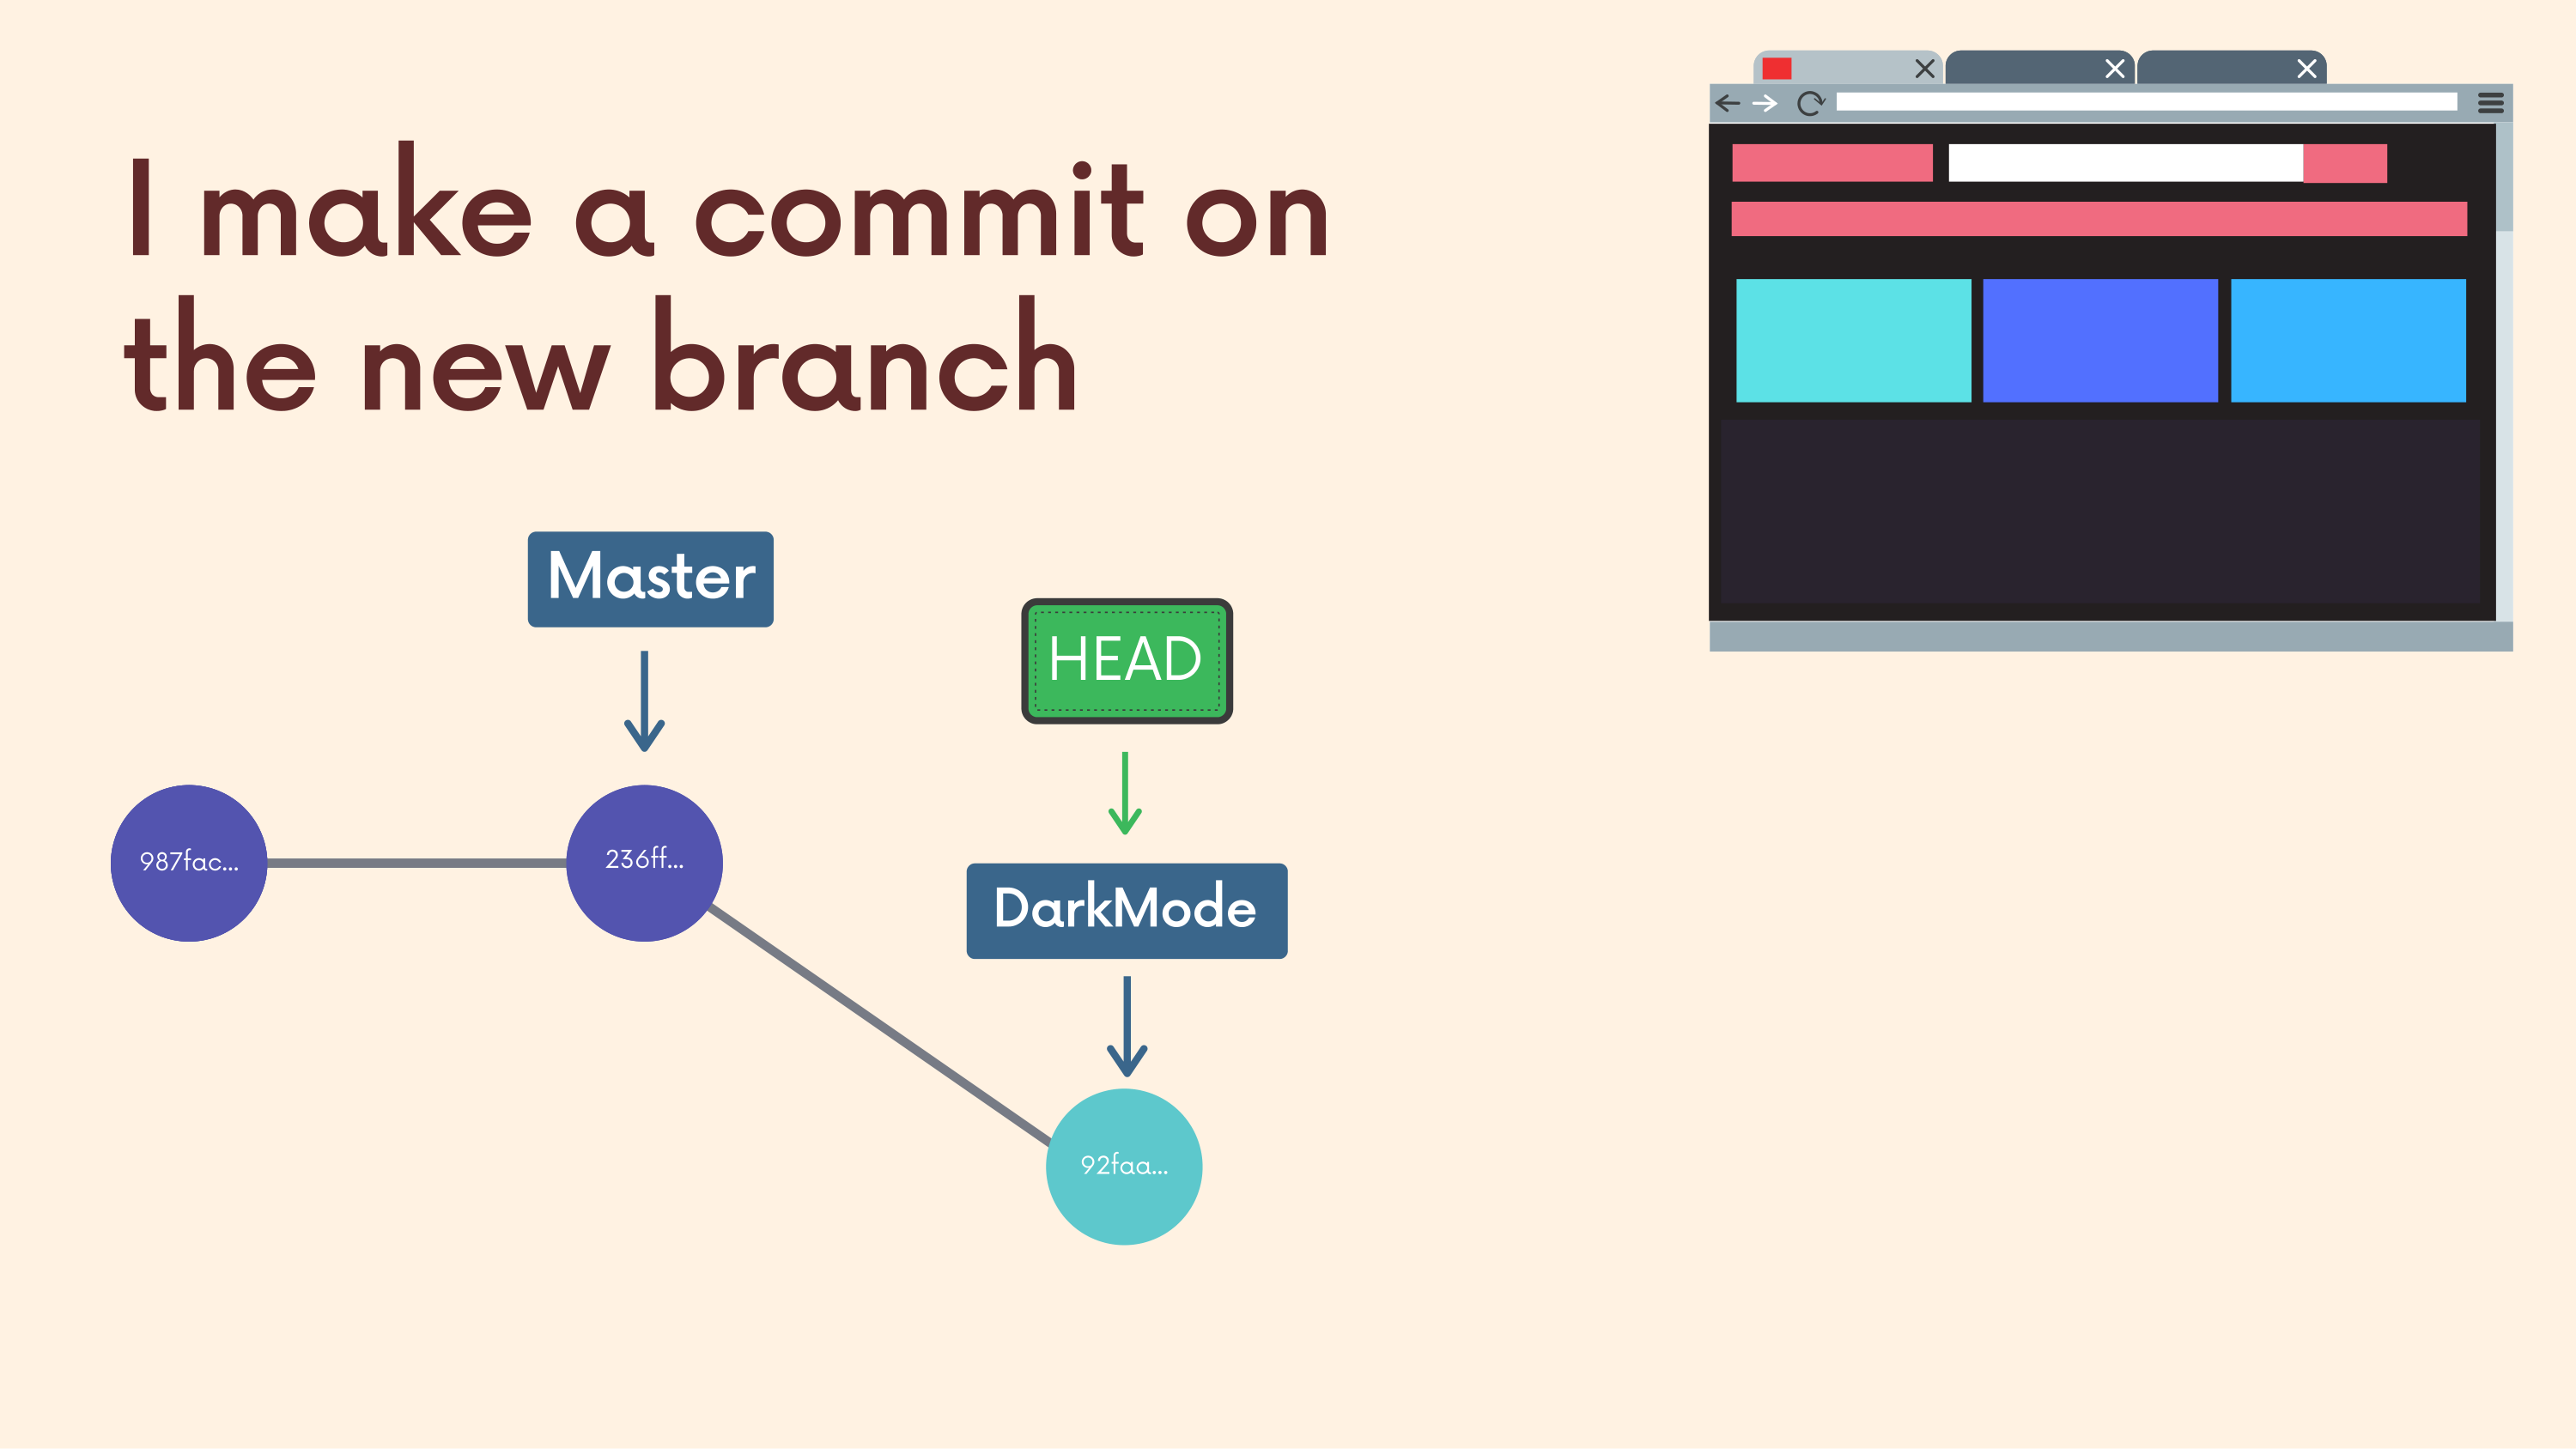 I make a commit on
the new branch
Master
HEAD
987fac...
236ff...
DarkMode
92faa...